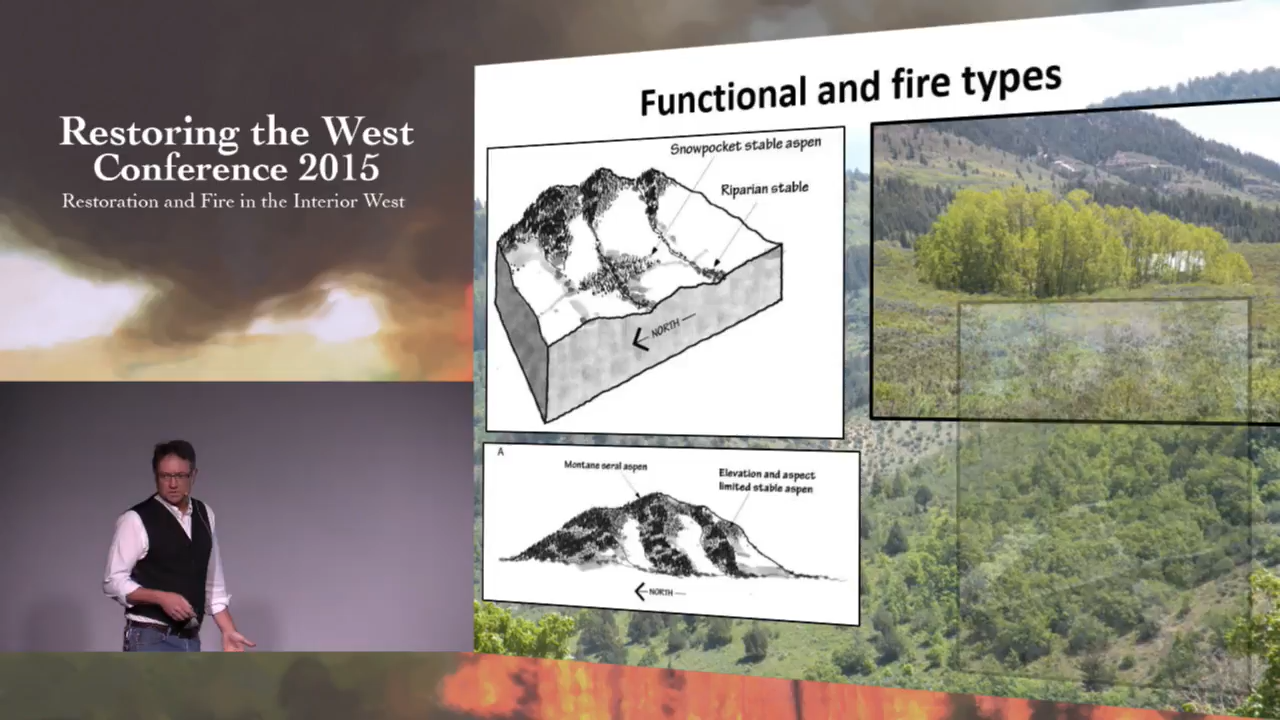 Restoring the West
Conference 2015
Restoration and Fire in the Interior West
Functional and fire types
Snowpocket stable aspen
Riparian stable
NORTH
A
Montane seral aspen
Elevation and aspect
limited stable aspen
NORTH